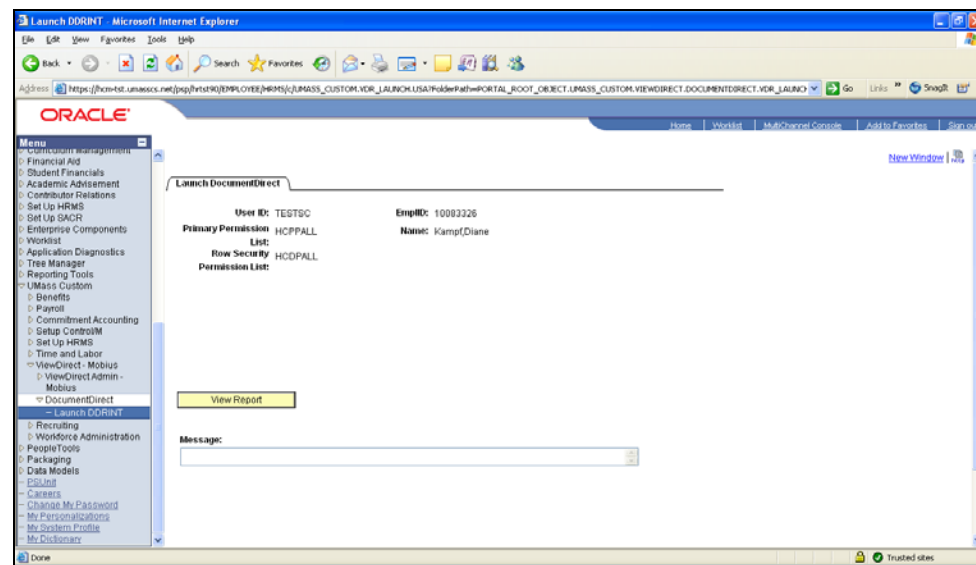 Launch DDRINT - Microsoft Internet Explorer
File Edit View Favorites Tools Help
Back Search Favorites
Address https://hcm-tst.umasscs.net/psp/hrtst90/EMPLOYEE/HRMS/c/UMASS_CUSTOM.VDR_LAUNCH.USA?FolderPath=PORTAL_ROOT_OBJECT.UMASS_CUSTOM.VIEWDIRECT.DOCUMENTDIRECT.VDR_LAUNCH Go Links » SnagIt
ORACLE
Home Worklist MultiChannel Console Add to Favorites Sign ou
Menu
Curriculum Management
Financial Aid
Student Financials
Academic Advisement
Contributor Relations
Set Up HRMS
Set Up SACR
Enterprise Components
Worklist
Application Diagnostics
Tree Manager
Reporting Tools
UMass Custom
Benefits
Payroll
Commitment Accounting
Setup Control/M
Set Up HRMS
Time and Labor
ViewDirect - Mobius
ViewDirect Admin -
Mobius
DocumentDirect
Launch DDRINT
Recruiting
Workforce Administration
PeopleTools
Packaging
Data Models
PSUnit
Careers
Change My Password
My Personalizations
My System Profile
My Dictionary
New Window
Launch DocumentDirect
User ID: TESTSC EmplID: 10083326
Primary Permission List: HCPPALL Name: Kampf,Diane
Row Security Permission List: HCDPALL
View Report
Message:
Done Trusted sites